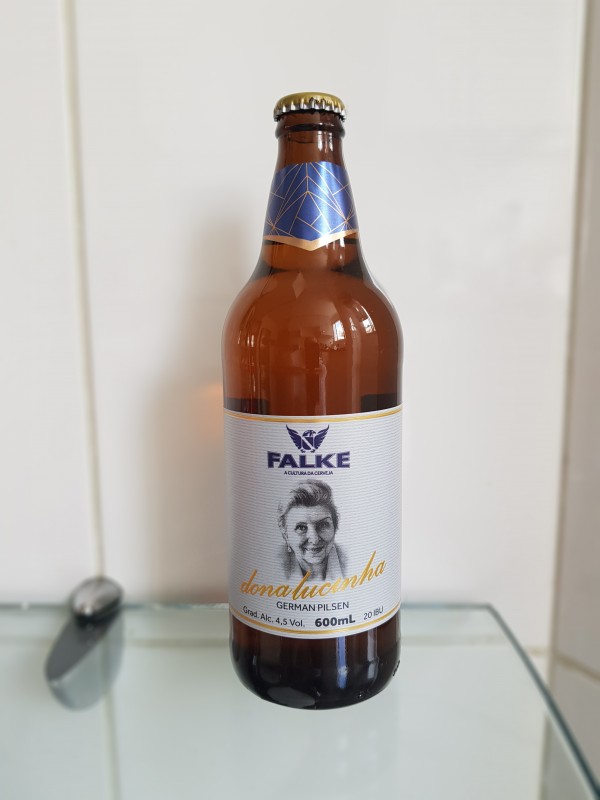 FALKE
A CULTURA DA CERVEJA
dona lucinha
GERMAN PILSEN
Grad. Alc. 4,5 Vol. 600mL 20 IBU